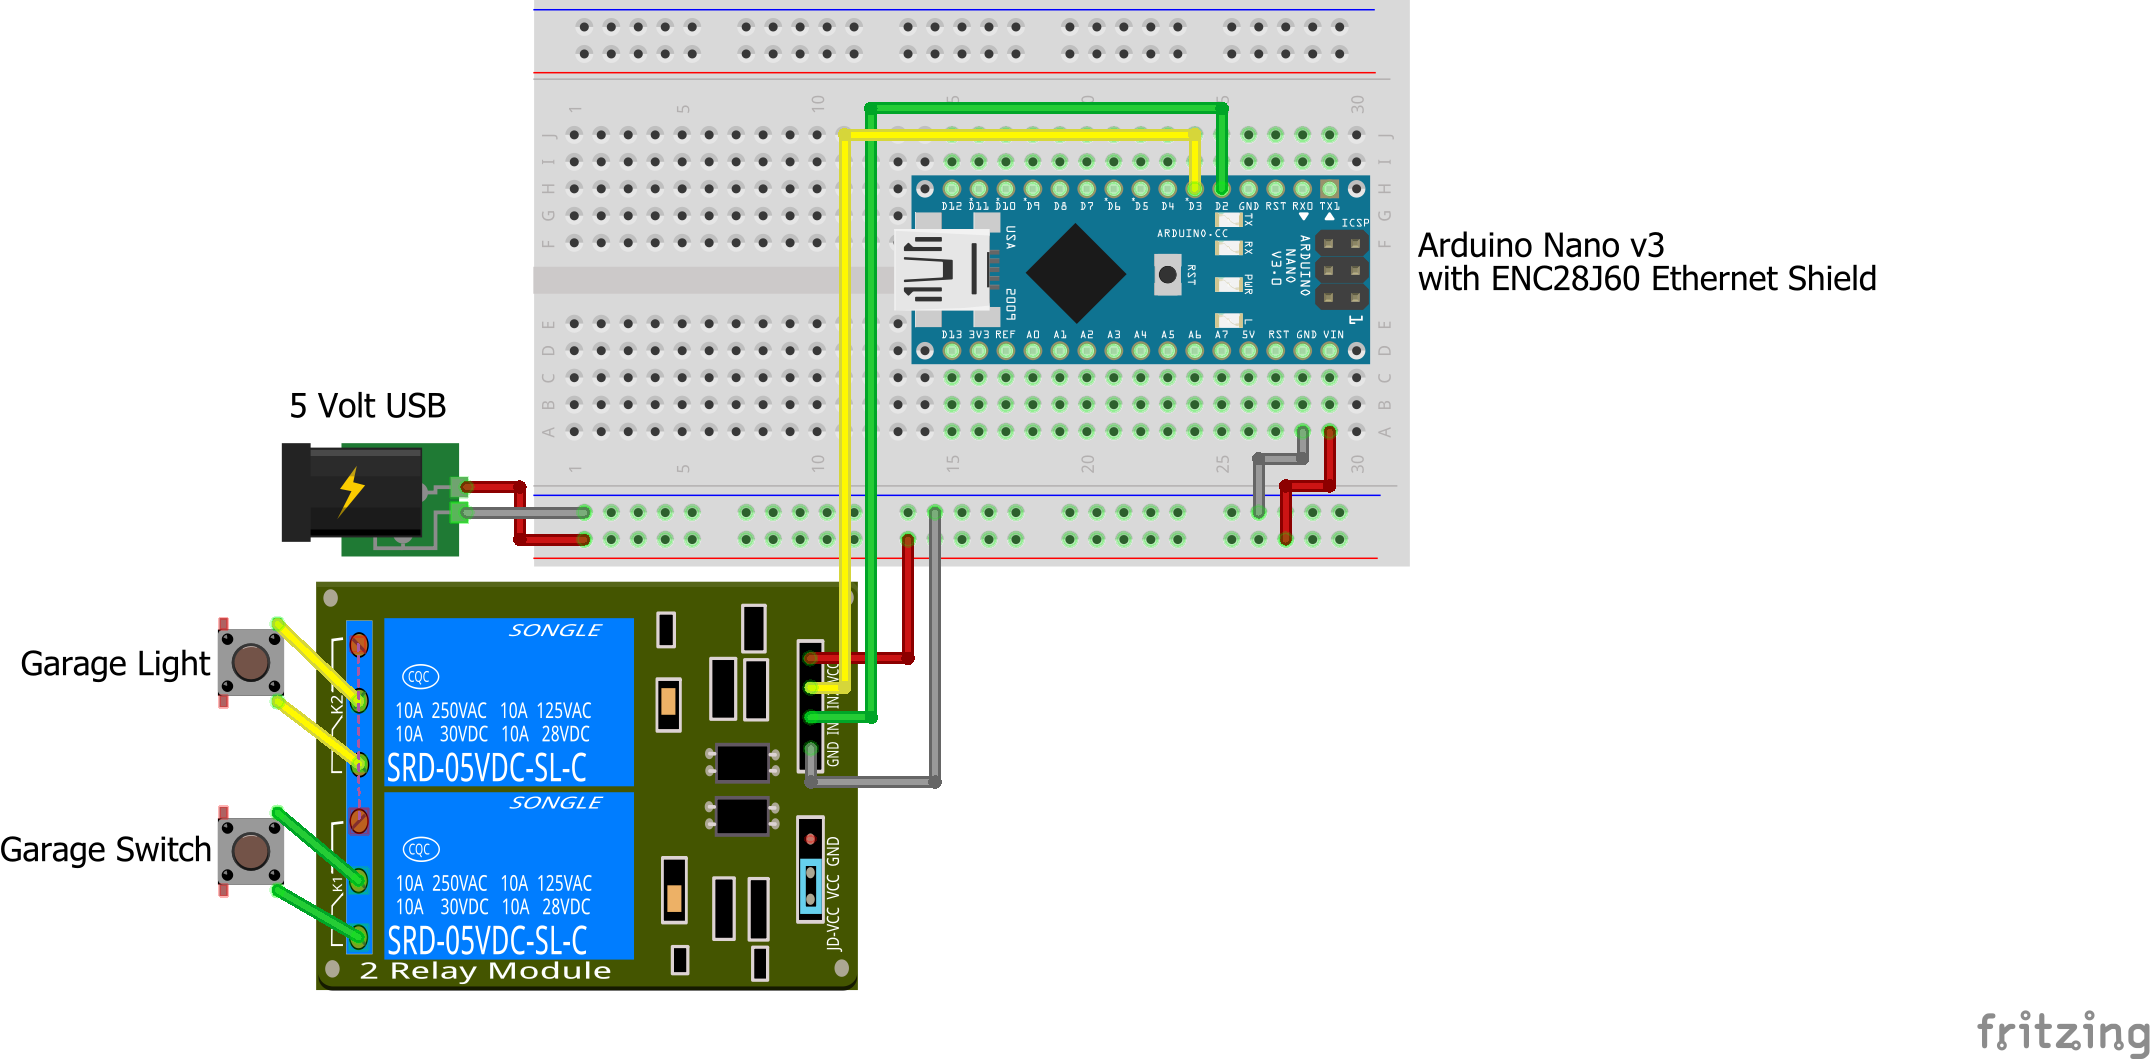 1 5 10 15 20 25 30
J J
I I
H H
G G
F F
D12 D11 D10 D9 D8 D7 D6 D5 D4 D3 D2 GND RST RX0 TX1
ICSP
TX
RX
PWR
L
USA
2009
ARDUINO.CC
RST
ARDUINO
NANO
V3.0
1
Arduino Nano v3
with ENC28J60 Ethernet Shield
D13 3V3 REF A0 A1 A2 A3 A4 A5 A6 A7 5V RST GND VIN
E E
D D
C C
B B
A A
1 5 10 15 20 25 30
5 Volt USB
Garage Light
Garage Switch
K2
K1
SONGLE
CQC
10A 250VAC 10A 125VAC
10A 30VDC 10A 28VDC
SRD-05VDC-SL-C
SONGLE
CQC
10A 250VAC 10A 125VAC
10A 30VDC 10A 28VDC
SRD-05VDC-SL-C
2 Relay Module
GND
VCC
JD-VCC VCC GND
fritzing